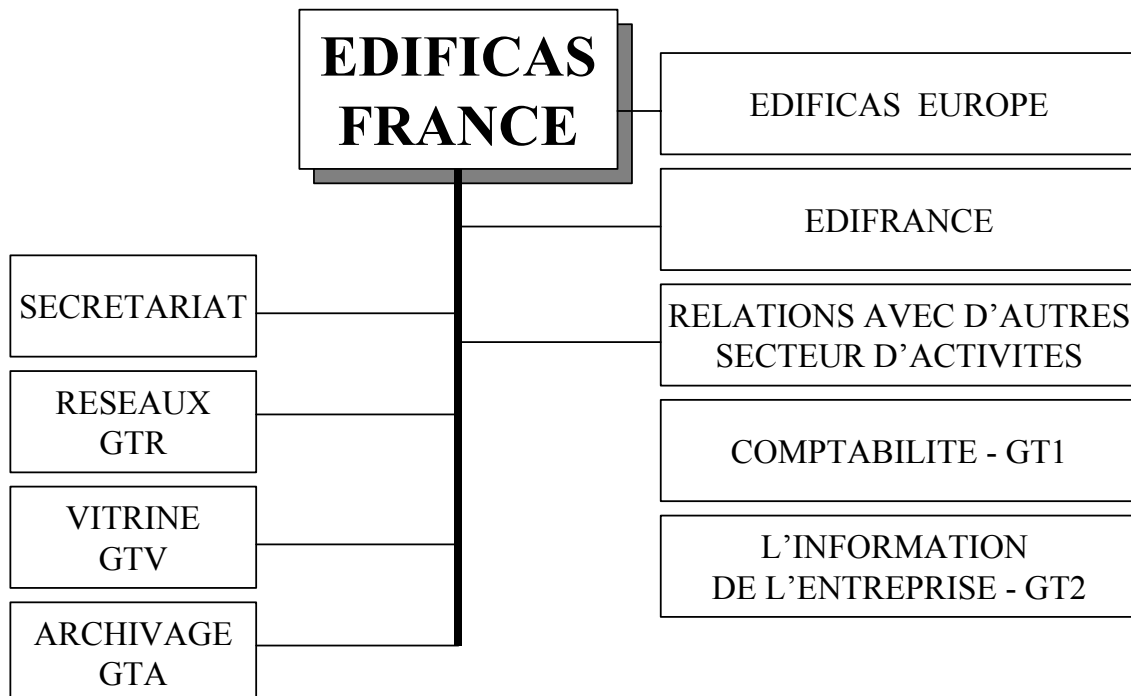 EDIFICAS
FRANCE
EDIFICAS EUROPE
EDIFRANCE
RELATIONS AVEC D'AUTRES
SECTEUR D'ACTIVITES
COMPTABILITE - GT1
L'INFORMATION
DE L'ENTREPRISE - GT2
SECRETARIAT
RESEAUX
GTR
VITRINE
GTV
ARCHIVAGE
GTA